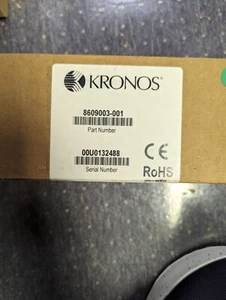 KRONOS®
8609003-001
Part Number
00U0132488
Serial Number
CE
RoHS